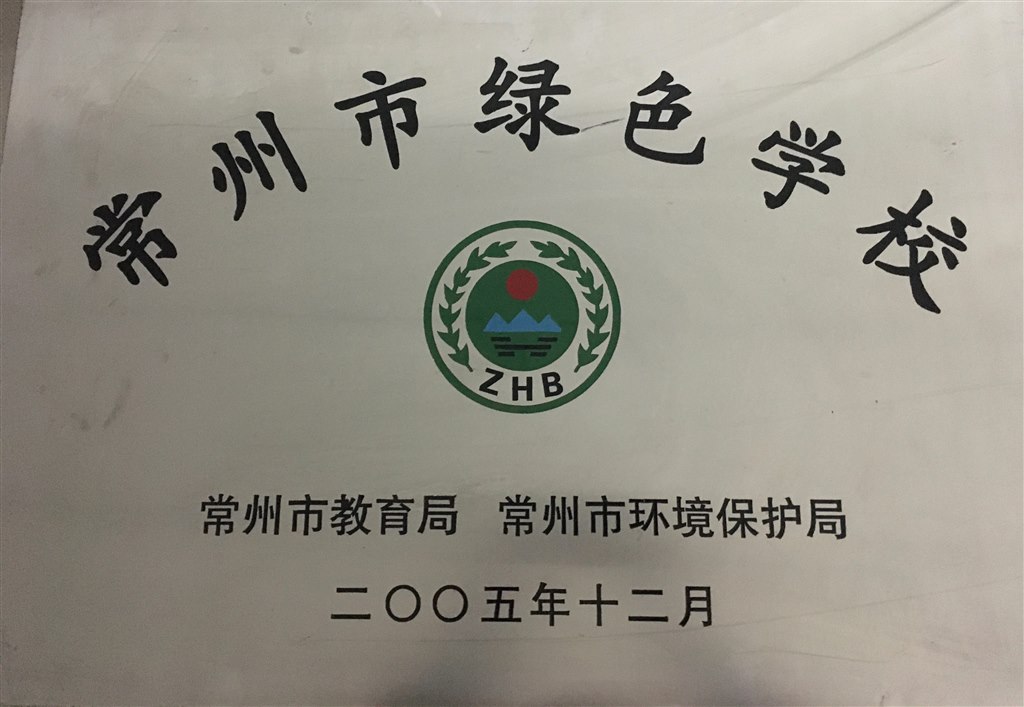 常州市绿色学校
ZHB
常州市教育局 常州市环境保护局
二〇〇五年十二月